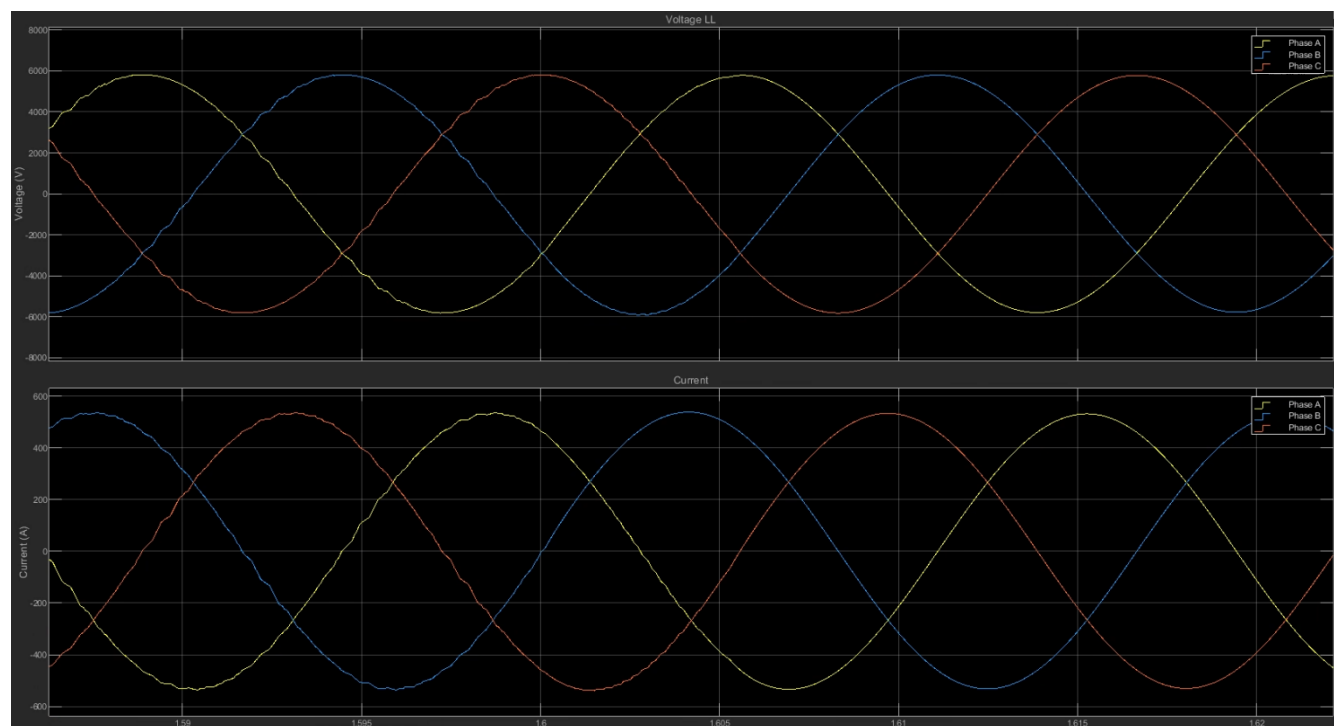 Voltage LL
8000
6000
4000
2000
0
-2000
-4000
-6000
-8000
Voltage (V)
Phase A
Phase B
Phase C
Current
600
400
200
0
-200
-400
-600
Current (A)
Phase A
Phase B
Phase C
1.59
1.595
1.6
1.605
1.61
1.615
1.62